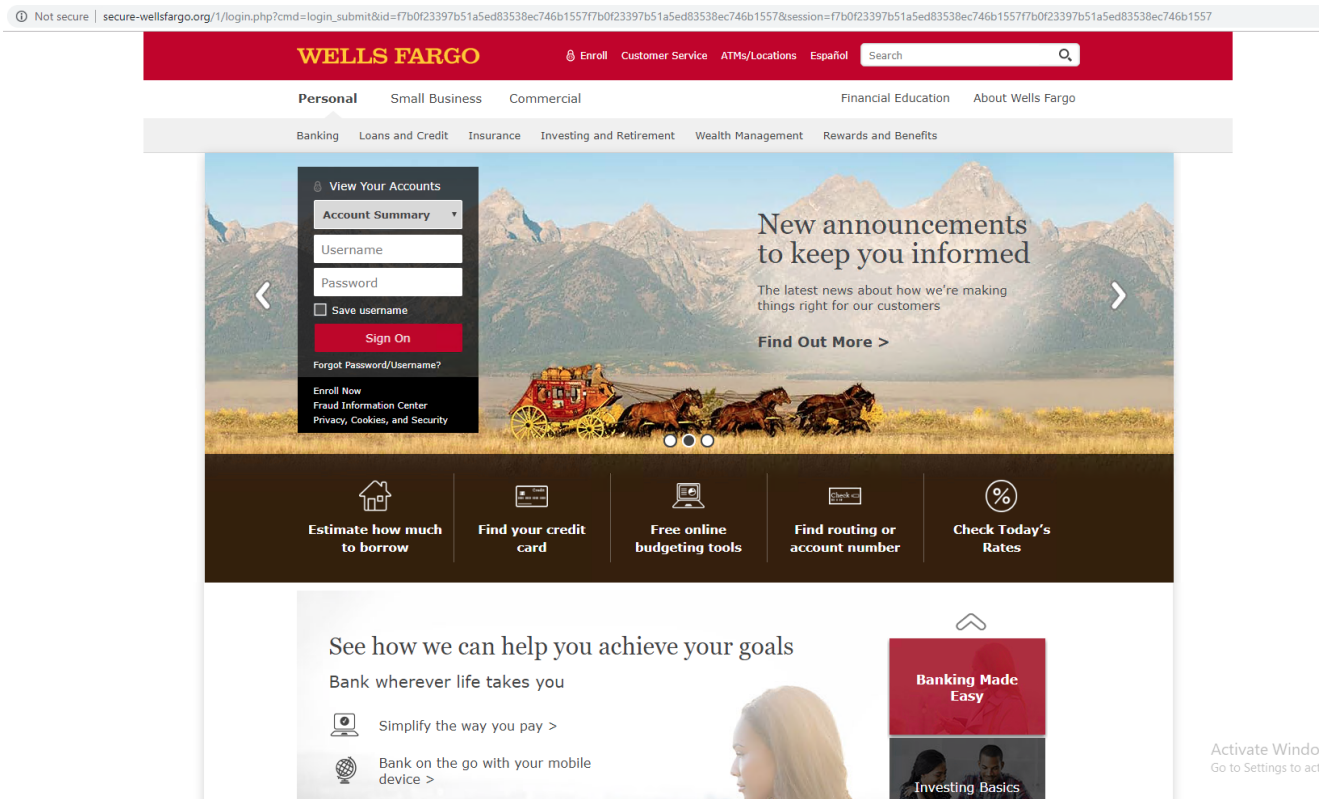 Not secure | secure-wellsfargo.org/1/login.php?cmd=login_submit&id=f7b0f23397b51a5ed83538ec746b1557f7b0f23397b51a5ed83538ec746b1557&session=f7b0f23397b51a5ed83538ec746b1557f7b0f23397b51a5ed83538ec746b1557
WELLS FARGO
Enroll Customer Service ATMs/Locations Español Search
Personal Small Business Commercial Financial Education About Wells Fargo
Banking Loans and Credit Insurance Investing and Retirement Wealth Management Rewards and Benefits
View Your Accounts
Account Summary
Username
Password
Save username
Sign On
Forgot Password/Username?
Enroll Now
Fraud Information Center
Privacy, Cookies, and Security
New announcements
to keep you informed
The latest news about how we're making
things right for our customers
Find Out More >
Estimate how much
to borrow
Credit
Find your credit
card
Free online
budgeting tools
Check
Find routing or
account number
%
Check Today's
Rates
See how we can help you achieve your goals
Bank wherever life takes you
Simplify the way you pay >
Bank on the go with your mobile
device >
Banking Made
Easy
Investing Basics
Activate Windo
Go to Settings to act